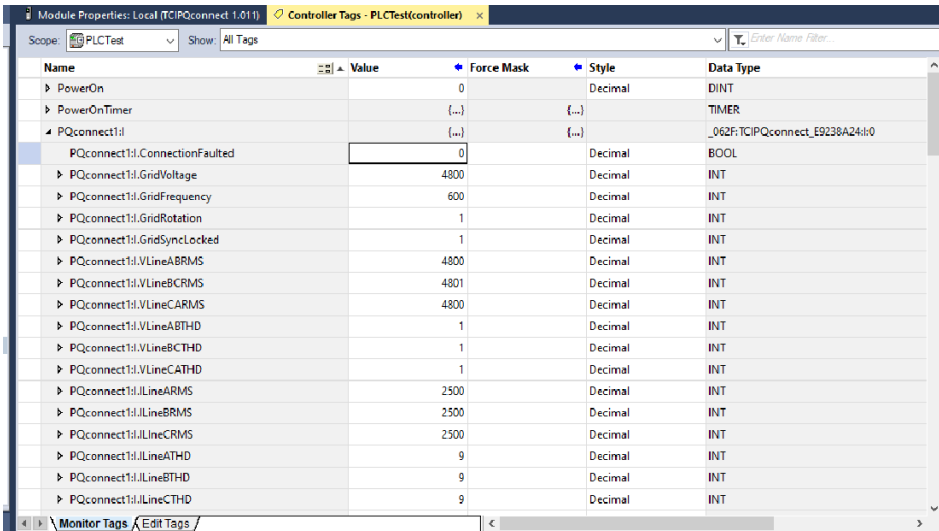 Module Properties: Local (TCIPQconnect 1.011) Controller Tags - PLCTest(controller) ×
Scope: PLCTest Show: All Tags Enter Name Filter...
Name Value Force Mask Style Data Type
PowerOn 0 Decimal DINT
PowerOnTimer {...} {...} TIMER
PQconnect1:I {...} {...} _062F:TCIPQconnect_E9238A24:I:0
PQconnect1:I.ConnectionFaulted 0 Decimal BOOL
PQconnect1:I.GridVoltage 4800 Decimal INT
PQconnect1:I.GridFrequency 600 Decimal INT
PQconnect1:I.GridRotation 1 Decimal INT
PQconnect1:I.GridSyncLocked 1 Decimal INT
PQconnect1:I.VLineABRMS 4800 Decimal INT
PQconnect1:I.VLineBCRMS 4801 Decimal INT
PQconnect1:I.VLineCARMS 4800 Decimal INT
PQconnect1:I.VLineABTHD 1 Decimal INT
PQconnect1:I.VLineBCTHD 1 Decimal INT
PQconnect1:I.VLineCATHD 1 Decimal INT
PQconnect1:I.ILineARMS 2500 Decimal INT
PQconnect1:I.ILineBRMS 2500 Decimal INT
PQconnect1:I.ILIneCRMS 2500 Decimal INT
PQconnect1:I.ILineATHD 9 Decimal INT
PQconnect1:I.ILineBTHD 9 Decimal INT
PQconnect1:I.ILineCTHD 9 Decimal INT
Monitor Tags Edit Tags